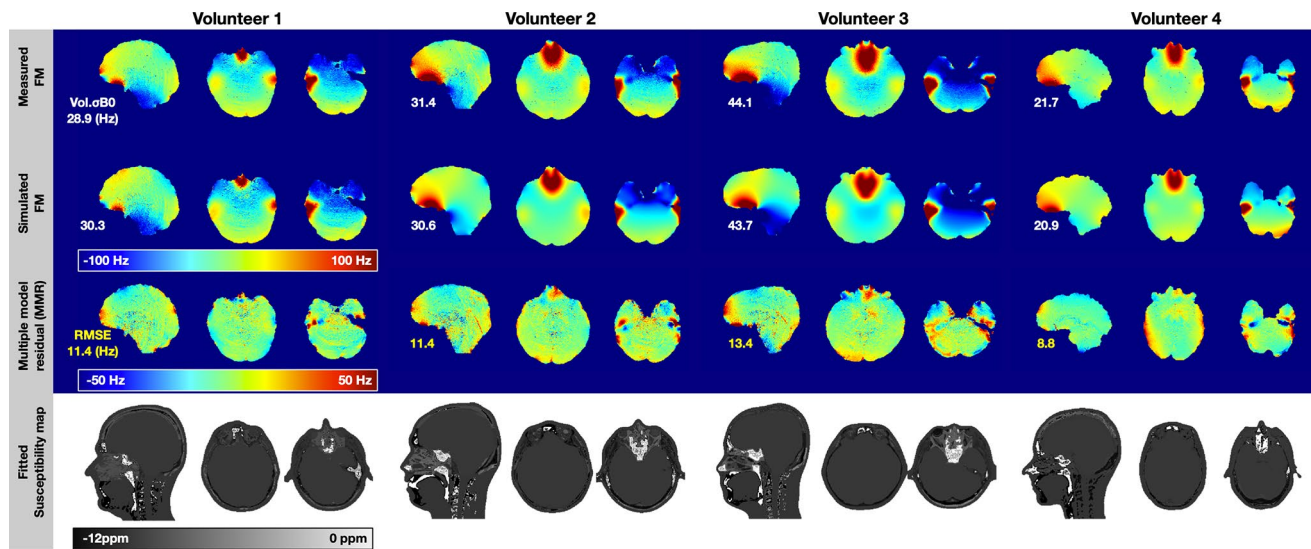 Volunteer 1
Volunteer 2
Volunteer 3
Volunteer 4
Measured
FM
Vol.σB0
28.9 (Hz)
31.4
44.1
21.7
Simulated
FM
30.3
30.6
43.7
20.9
-100 Hz
100 Hz
Multiple model
residual (MMR)
RMSE
11.4 (Hz)
11.4
13.4
8.8
-50 Hz
50 Hz
Fitted
Susceptibility map
-12ppm
0 ppm